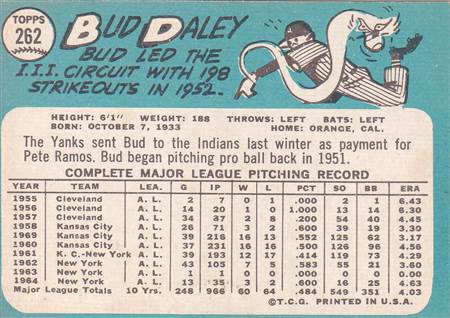 TOPPS
262
BUD DALEY
BUD LED THE
I.I.I. CIRCUIT WITH 198
STRIKEOUTS IN 1952.
HEIGHT: 6'1" WEIGHT: 188 THROWS: LEFT BATS: LEFT
BORN: OCTOBER 7, 1933 HOME: ORANGE, CAL.
The Yanks sent Bud to the Indians last winter as payment for
Pete Ramos. Bud began pitching pro ball back in 1951.
COMPLETE MAJOR LEAGUE PITCHING RECORD
YEAR TEAM LEA. G IP W L PCT SO BB ERA
1955 Cleveland A. L. 2 7 0 1 .000 2 1 6.43
1956 Cleveland A. L. 14 20 1 0 1.000 13 14 6.30
1957 Cleveland A. L. 34 87 2 8 .200 54 40 4.45
1958 Kansas City A. L. 26 71 3 2 .600 39 19 3.31
1959 Kansas City A. L. 39 216 16 13 .552 125 62 3.17
1960 Kansas City A. L. 37 231 16 16 .500 126 96 4.55
1961 K. C.-New York A. L. 39 193 12 17 .414 119 73 4.29
1962 New York A. L. 43 105 7 5 .583 55 21 3.60
1963 New York A. L. 1 1 0 0 .000 0 0 0.00
1964 New York A. L. 13 35 3 2 .600 16 25 4.63
Major League Totals 10 Yrs. 248 966 60 64 .484 549 351 4.03
©T.C.G. PRINTED IN U.S.A.